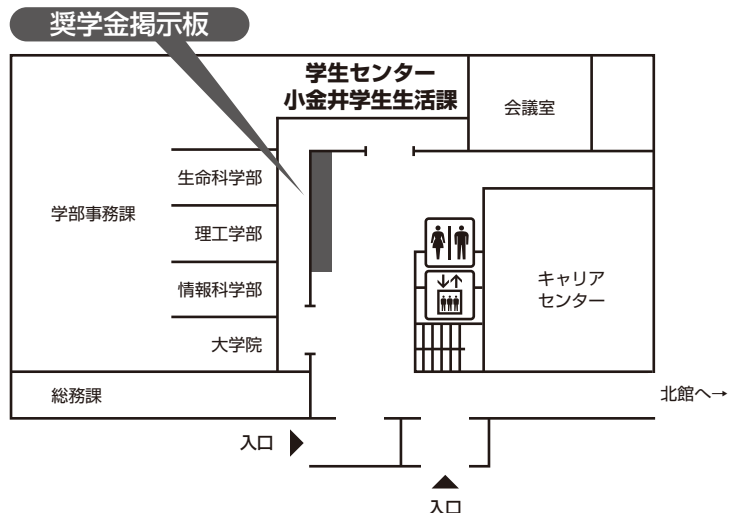 奨学金掲示板
学生センター
小金井学生生活課
会議室
生命科学部
学部事務課
理工学部
情報科学部
大学院
キャリア
センター
総務課
北館へ→
入口
入口